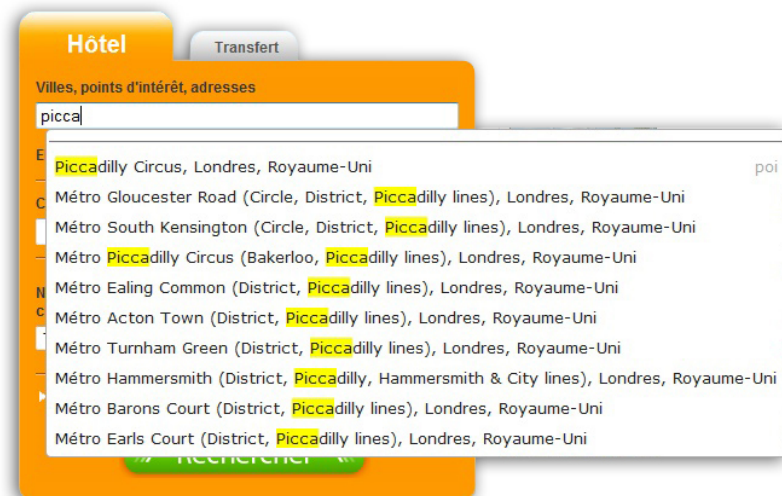 Hôtel
Transfert
Villes, points d'intérêt, adresses
picca
Piccadilly Circus, Londres, Royaume-Uni poi
Métro Gloucester Road (Circle, District, Piccadilly lines), Londres, Royaume-Uni
Métro South Kensington (Circle, District, Piccadilly lines), Londres, Royaume-Uni
Métro Piccadilly Circus (Bakerloo, Piccadilly lines), Londres, Royaume-Uni
Métro Ealing Common (District, Piccadilly lines), Londres, Royaume-Uni
Métro Acton Town (District, Piccadilly lines), Londres, Royaume-Uni
Métro Turnham Green (District, Piccadilly lines), Londres, Royaume-Uni
Métro Hammersmith (District, Piccadilly, Hammersmith & City lines), Londres, Royaume-Uni
Métro Barons Court (District, Piccadilly lines), Londres, Royaume-Uni
Métro Earls Court (District, Piccadilly lines), Londres, Royaume-Uni
Rechercher